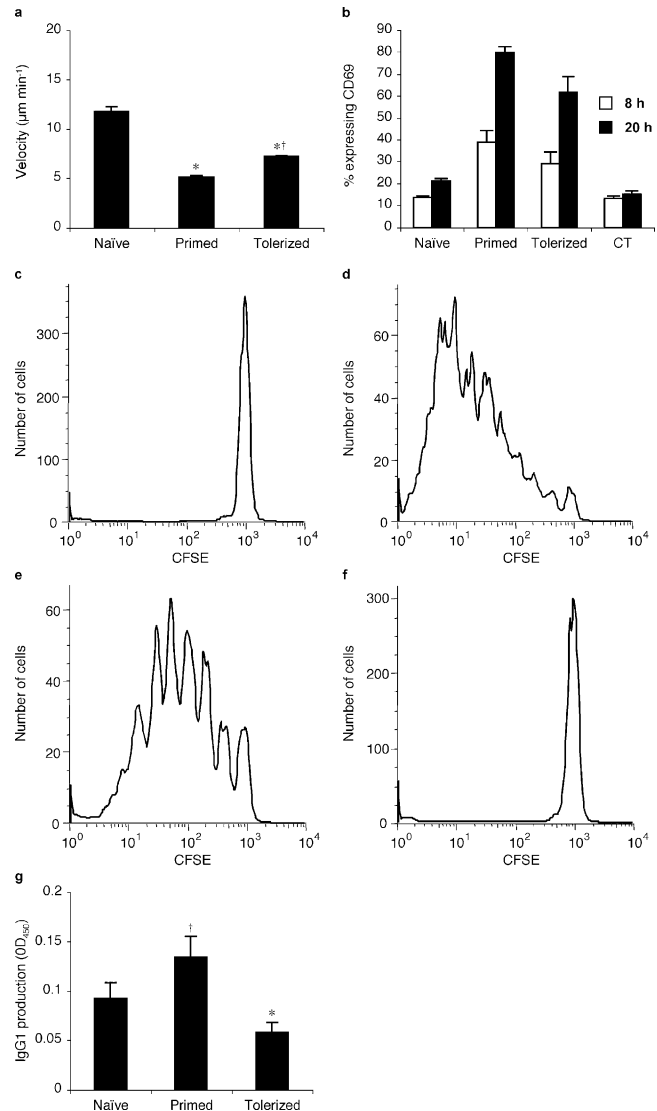 a
Velocity (µm min⁻¹)
20
15
10
5
0
*
*†
Naïve Primed Tolerized
b
% expressing CD69
90
80
70
60
50
40
30
20
10
0
8 h
20 h
Naïve Primed Tolerized CT
c
Number of cells
300
200
100
0
10⁰ 10¹ 10² 10³ 10⁴
CFSE
d
Number of cells
60
40
20
0
10⁰ 10¹ 10² 10³ 10⁴
CFSE
e
Number of cells
60
40
20
0
10⁰ 10¹ 10² 10³ 10⁴
CFSE
f
Number of cells
300
200
100
0
10⁰ 10¹ 10² 10³ 10⁴
CFSE
g
IgG1 production (0D₄₅₀)
0.2
0.15
0.1
0.05
0
†
*
Naïve Primed Tolerized